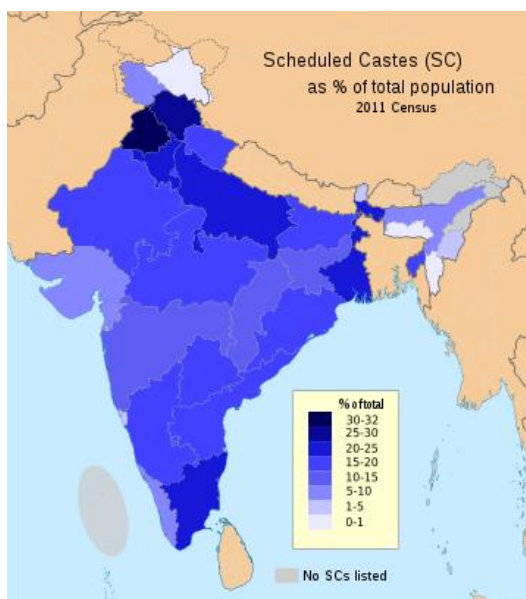 Scheduled Castes (SC)
as % of total population
2011 Census
% of total
30-32
25-30
20-25
15-20
10-15
5-10
1-5
0-1
No SCs listed